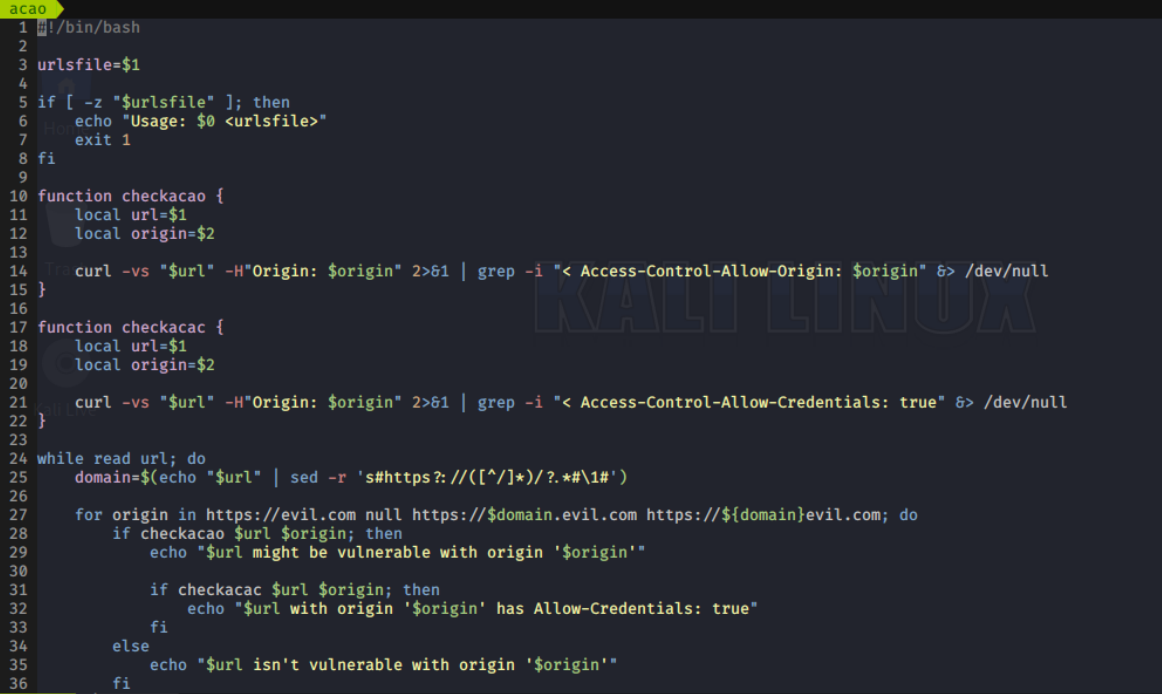 acao
1 #!/bin/bash
2
3 urlsfile=$1
4
5 if [ -z "$urlsfile" ]; then
6     echo "Usage: $0 <urlsfile>"
7     exit 1
8 fi
9
10 function checkacao {
11     local url=$1
12     local origin=$2
13
14     curl -vs "$url" -H"Origin: $origin" 2>&1 | grep -i "< Access-Control-Allow-Origin: $origin" &> /dev/null
15 }
16
17 function checkacac {
18     local url=$1
19     local origin=$2
20
21     curl -vs "$url" -H"Origin: $origin" 2>&1 | grep -i "< Access-Control-Allow-Credentials: true" &> /dev/null
22 }
23
24 while read url; do
25     domain=$(echo "$url" | sed -r 's#https?://([^/]*)/?.*#\1#')
26
27     for origin in https://evil.com null https://$domain.evil.com https://${domain}evil.com; do
28         if checkacao $url $origin; then
29             echo "$url might be vulnerable with origin '$origin'"
30
31             if checkacac $url $origin; then
32                 echo "$url with origin '$origin' has Allow-Credentials: true"
33             fi
34         else
35             echo "$url isn't vulnerable with origin '$origin'"
36         fi
KALI LINUX